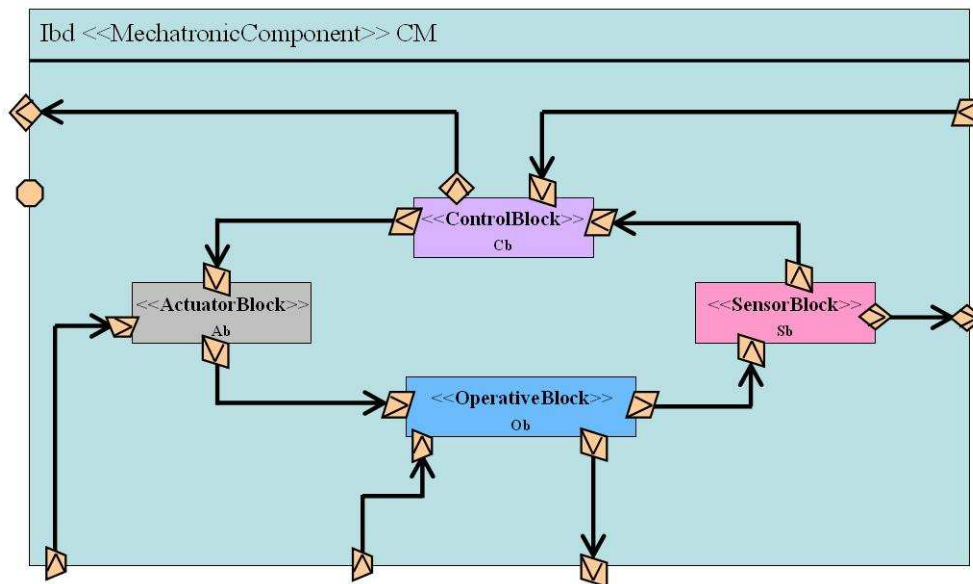 Ibd <<MechatronicComponent>> CM
<<ControlBlock>>
Cb
<<ActuatorBlock>>
Ab
<<SensorBlock>>
Sb
<<OperativeBlock>>
Ob